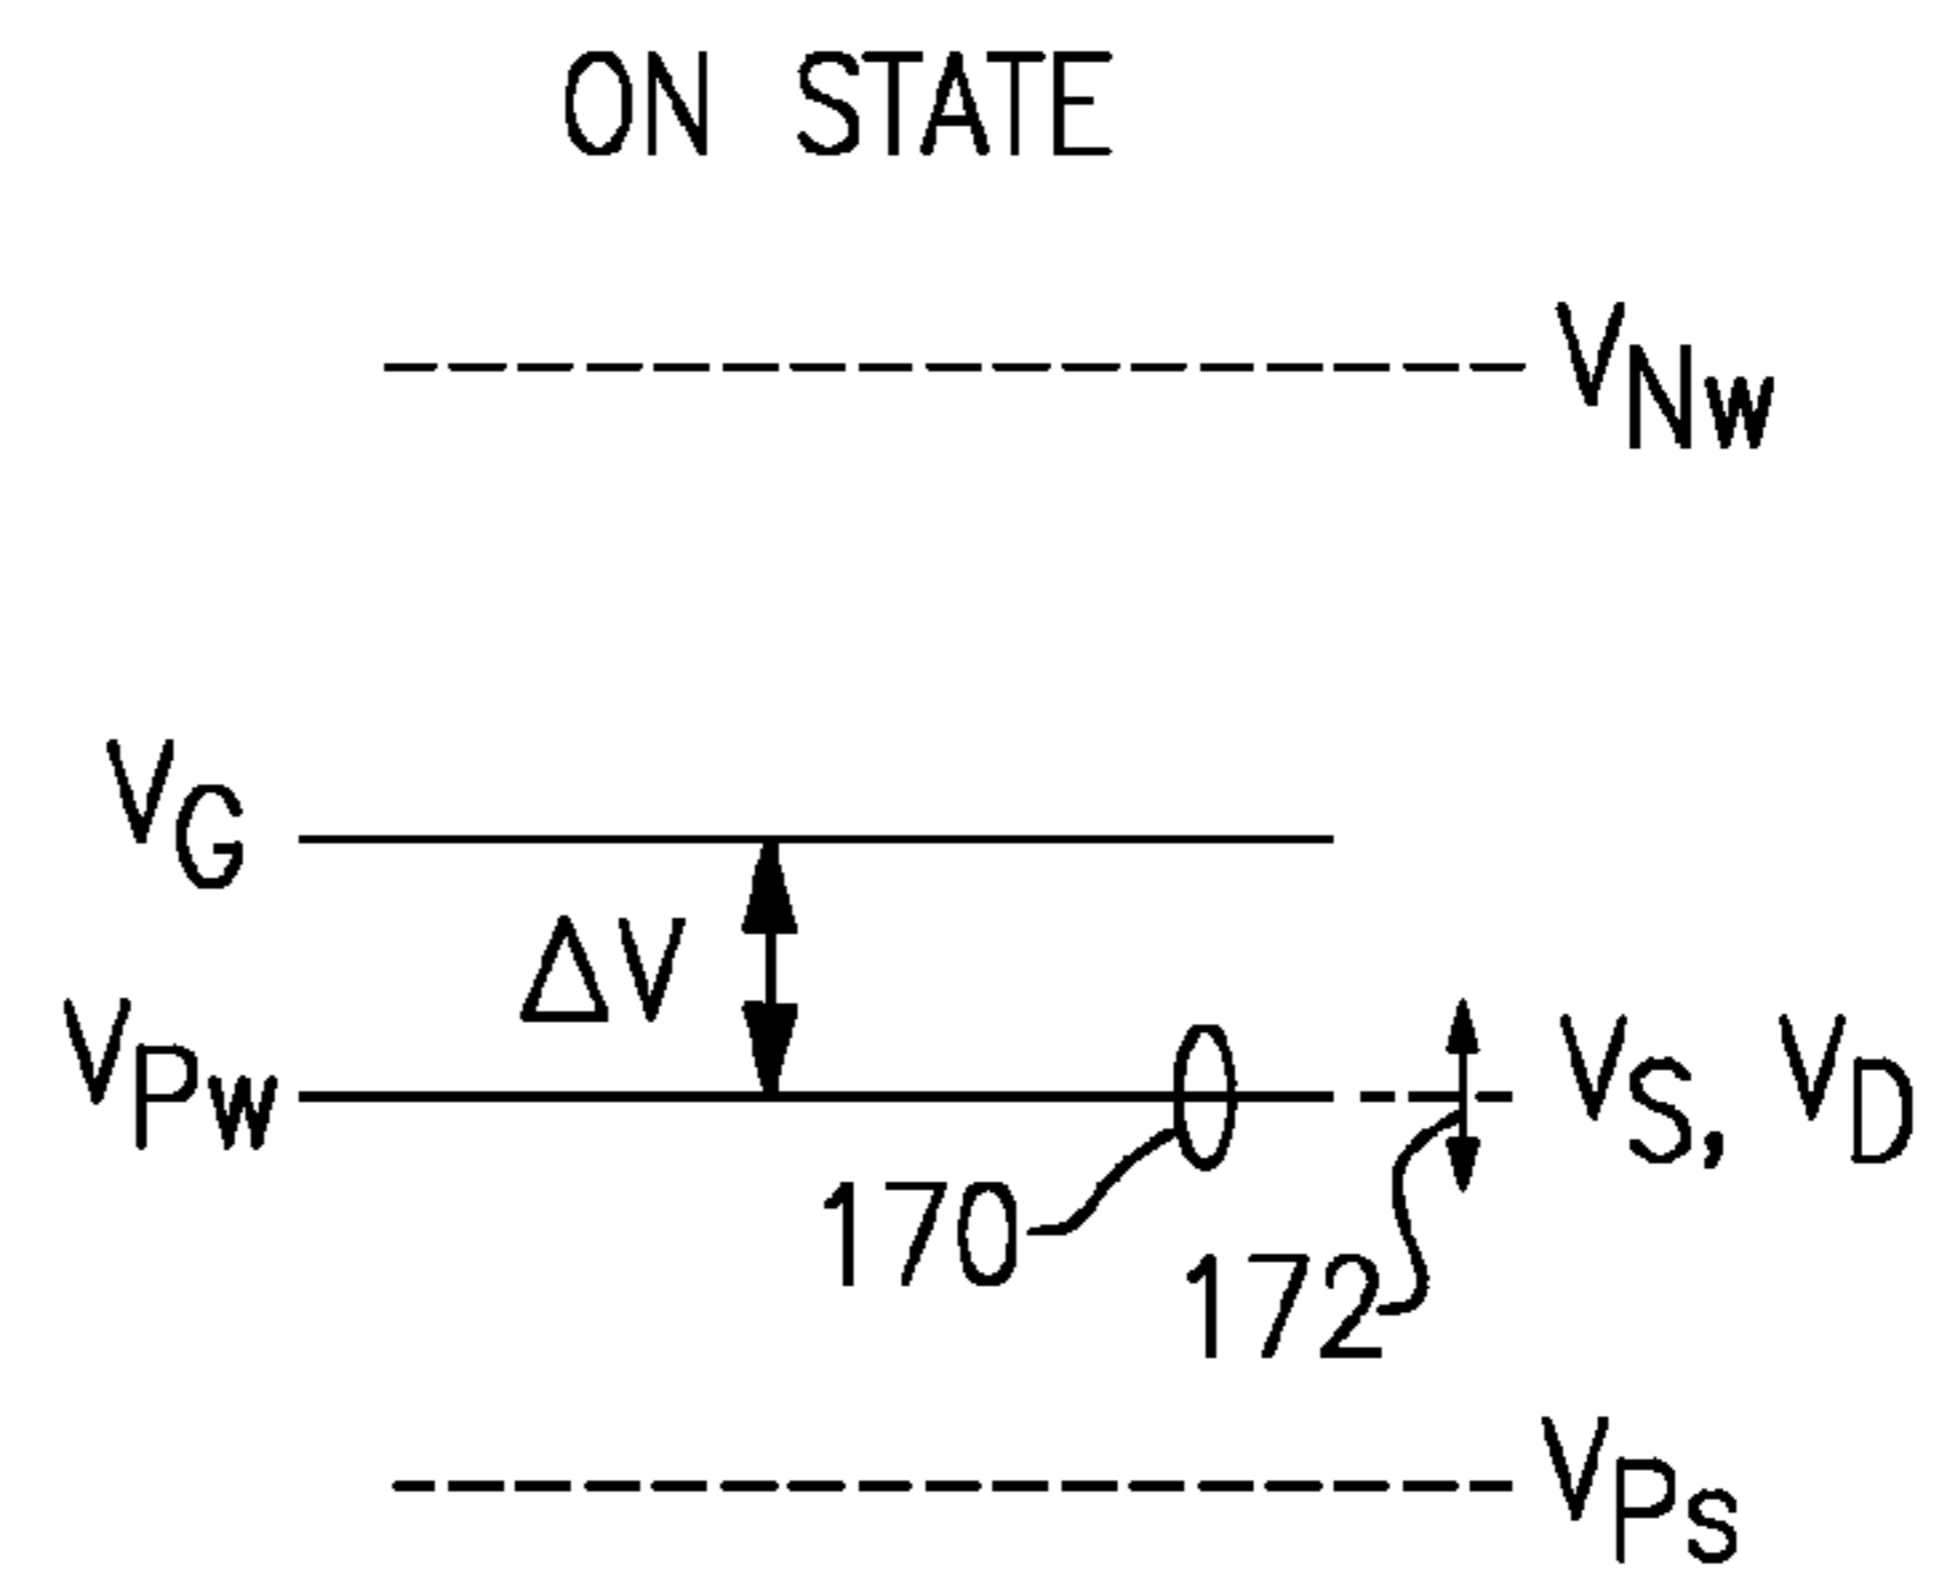 ON STATE
VNw
VG
ΔV
VPw
VS, VD
170
172
VPs